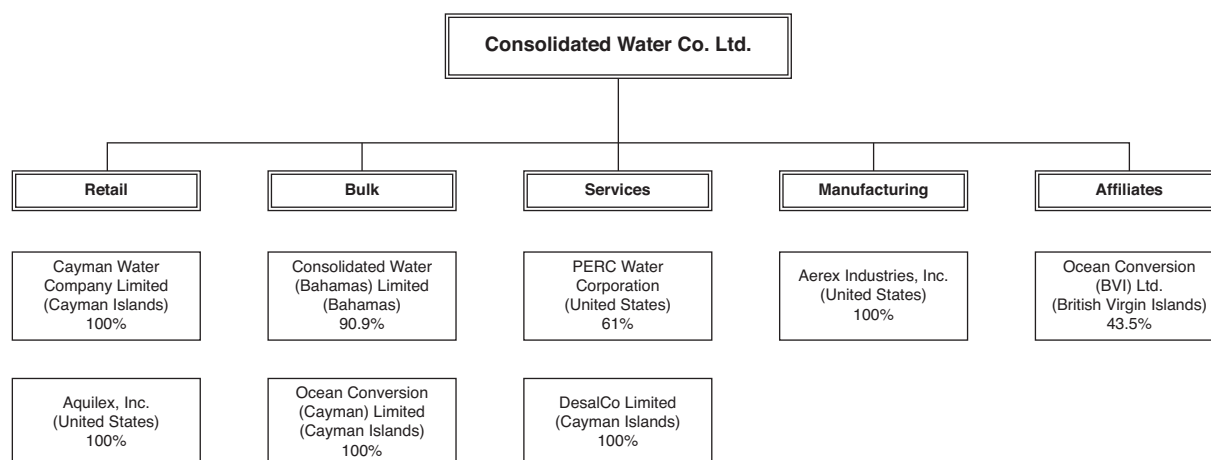 Consolidated Water Co. Ltd.
Retail
Bulk
Services
Manufacturing
Affiliates
Cayman Water
Company Limited
(Cayman Islands)
100%
Consolidated Water
(Bahamas) Limited
(Bahamas)
90.9%
PERC Water
Corporation
(United States)
61%
Aerex Industries, Inc.
(United States)
100%
Ocean Conversion
(BVI) Ltd.
(British Virgin Islands)
43.5%
Aquilex, Inc.
(United States)
100%
Ocean Conversion
(Cayman) Limited
(Cayman Islands)
100%
DesalCo Limited
(Cayman Islands)
100%